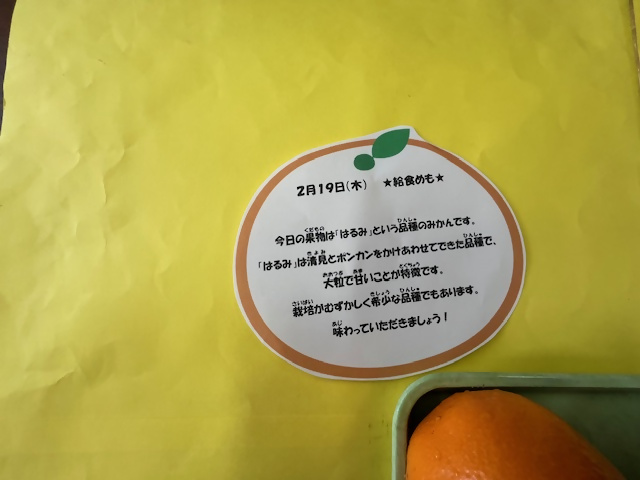 2月19日(木) ★給食めも★
今日の果物は「はるみ」という品種のみかんです。
「はるみ」は清見とポンカンをかけあわせてできた品種で、
大粒で甘いことが特徴です。
栽培がむずかしく希少な品種でもあります。
味わっていただきましょう!